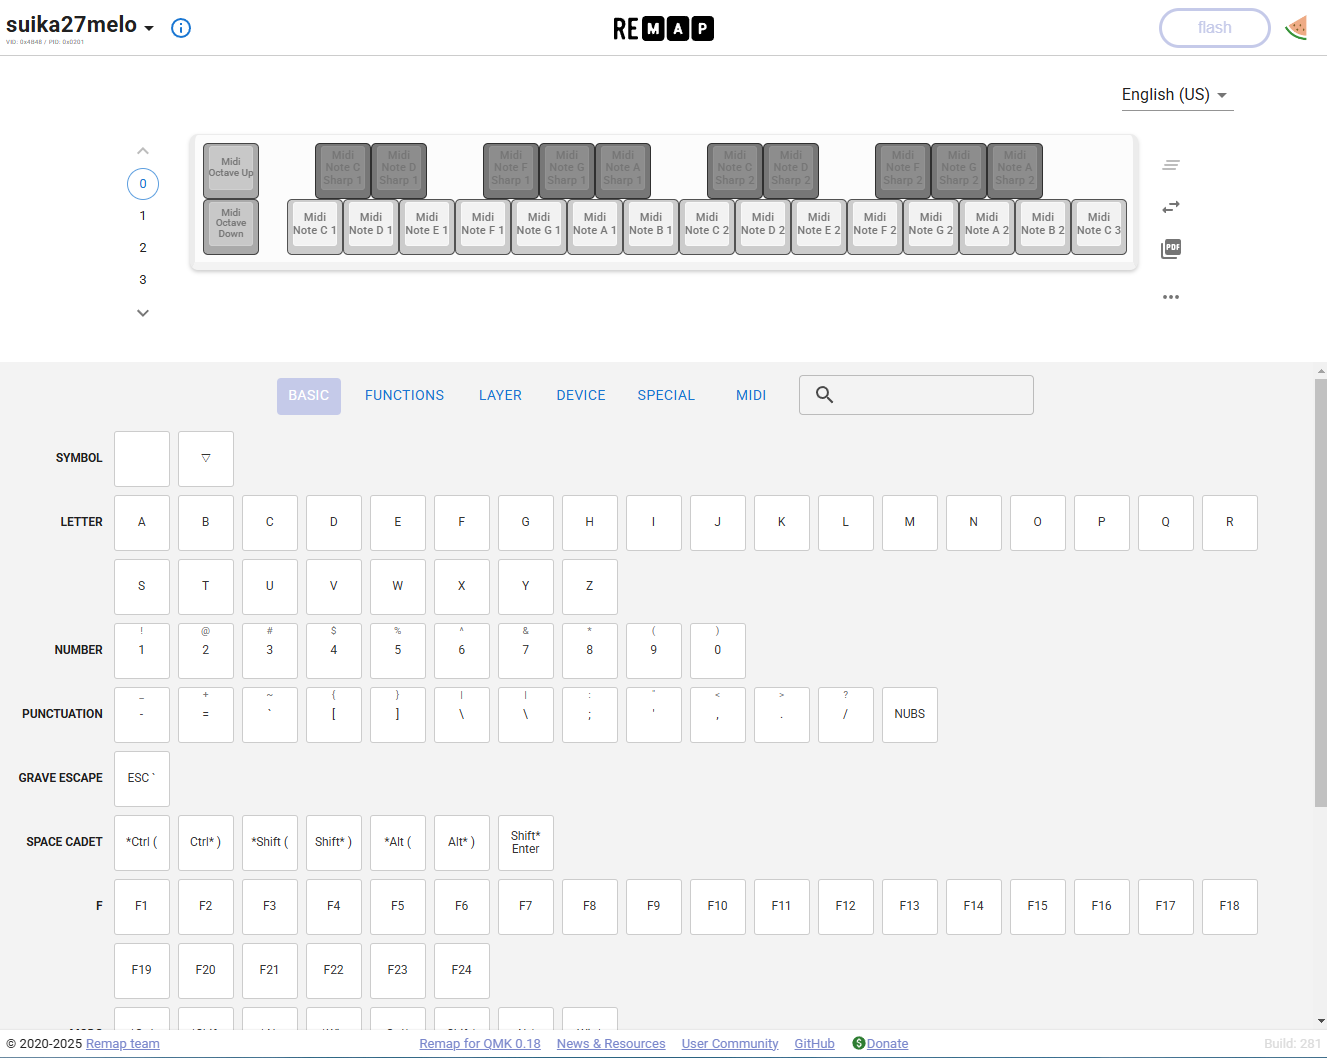 suika27melo
VID: 0x4B4B / PID: 0x0201
REMAP
flash
English (US)
0
1
2
3
Midi Octave Up
Midi Note C Sharp 1
Midi Note D Sharp 1
Midi Note F Sharp 1
Midi Note G Sharp 1
Midi Note A Sharp 1
Midi Note C Sharp 2
Midi Note D Sharp 2
Midi Note F Sharp 2
Midi Note G Sharp 2
Midi Note A Sharp 2
Midi Octave Down
Midi Note C 1
Midi Note D 1
Midi Note E 1
Midi Note F 1
Midi Note G 1
Midi Note A 1
Midi Note B 1
Midi Note C 2
Midi Note D 2
Midi Note E 2
Midi Note F 2
Midi Note G 2
Midi Note A 2
Midi Note B 2
Midi Note C 3
PDF
BASIC FUNCTIONS LAYER DEVICE SPECIAL MIDI
SYMBOL ▽
LETTER A B C D E F G H I J K L M N O P Q R
S T U V W X Y Z
! @ # $ % ^ & * ( )
NUMBER 1 2 3 4 5 6 7 8 9 0
_ + ~ { } | | : " < > ?
PUNCTUATION - = ` [ ] \ \ ; ' , . / NUBS
GRAVE ESCAPE ESC `
SPACE CADET *Ctrl ( Ctrl* ) *Shift ( Shift* ) *Alt ( Alt* ) Shift* Enter
F F1 F2 F3 F4 F5 F6 F7 F8 F9 F10 F11 F12 F13 F14 F15 F16 F17 F18
F19 F20 F21 F22 F23 F24
© 2020-2025 Remap team Remap for QMK 0.18 News & Resources User Community GitHub $ Donate Build: 281